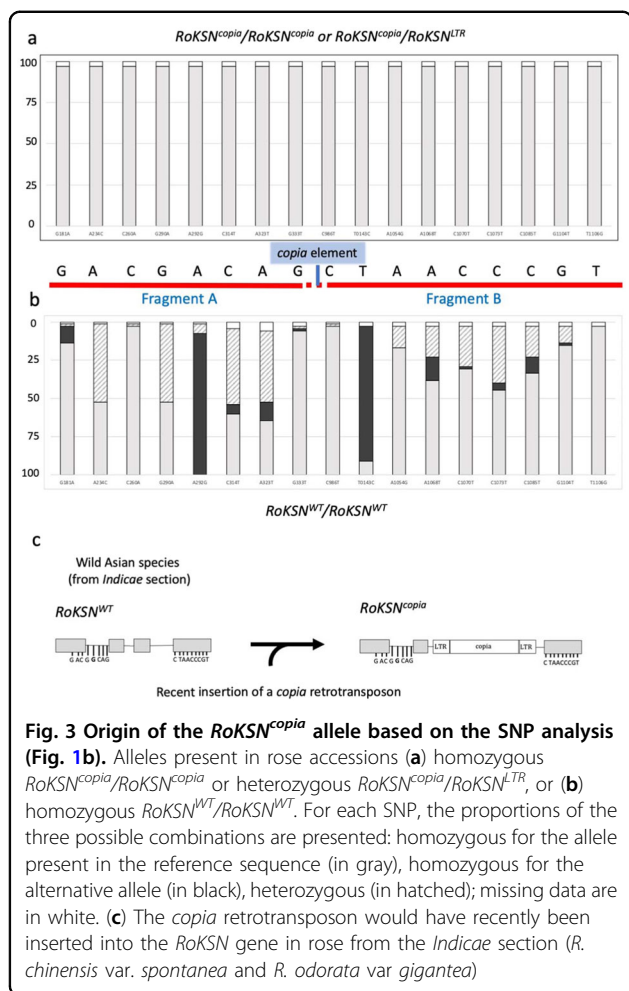 a
RoKSNcopia/RoKSNcopia or RoKSNcopia/RoKSNLTR
100
75
50
25
0
G181A A234C C260A G290A A292G C314T A323T G333T C986T T0143C A1054G A1068T C1070T C1073T C1085T G1104T T1106G
copia element
G A C G A C A G C T A A C C C G T
Fragment A Fragment B
b
0
25
50
75
100
G181A A234C C260A G290A A292G C314T A323T G333T C986T T0143C A1054G A1068T C1070T C1073T C1085T G1104T T1106G
RoKSNWT/RoKSNWT
c
Wild Asian species
(from Indicae section)
RoKSNWT RoKSNcopia
LTR copia LTR
G AC G G CAG C TAACCCGT G AC G G CAG C TAACCCGT
Recent insertion of a copia retrotransposon
Fig. 3 Origin of the RoKSNcopia allele based on the SNP analysis
(Fig. 1b). Alleles present in rose accessions (a) homozygous
RoKSNcopia/RoKSNcopia or heterozygous RoKSNcopia/RoKSNLTR, or (b)
homozygous RoKSNWT/RoKSNWT. For each SNP, the proportions of the
three possible combinations are presented: homozygous for the allele
present in the reference sequence (in gray), homozygous for the
alternative allele (in black), heterozygous (in hatched); missing data are
in white. (c) The copia retrotransposon would have recently been
inserted into the RoKSN gene in rose from the Indicae section (R.
chinensis var. spontanea and R. odorata var gigantea)